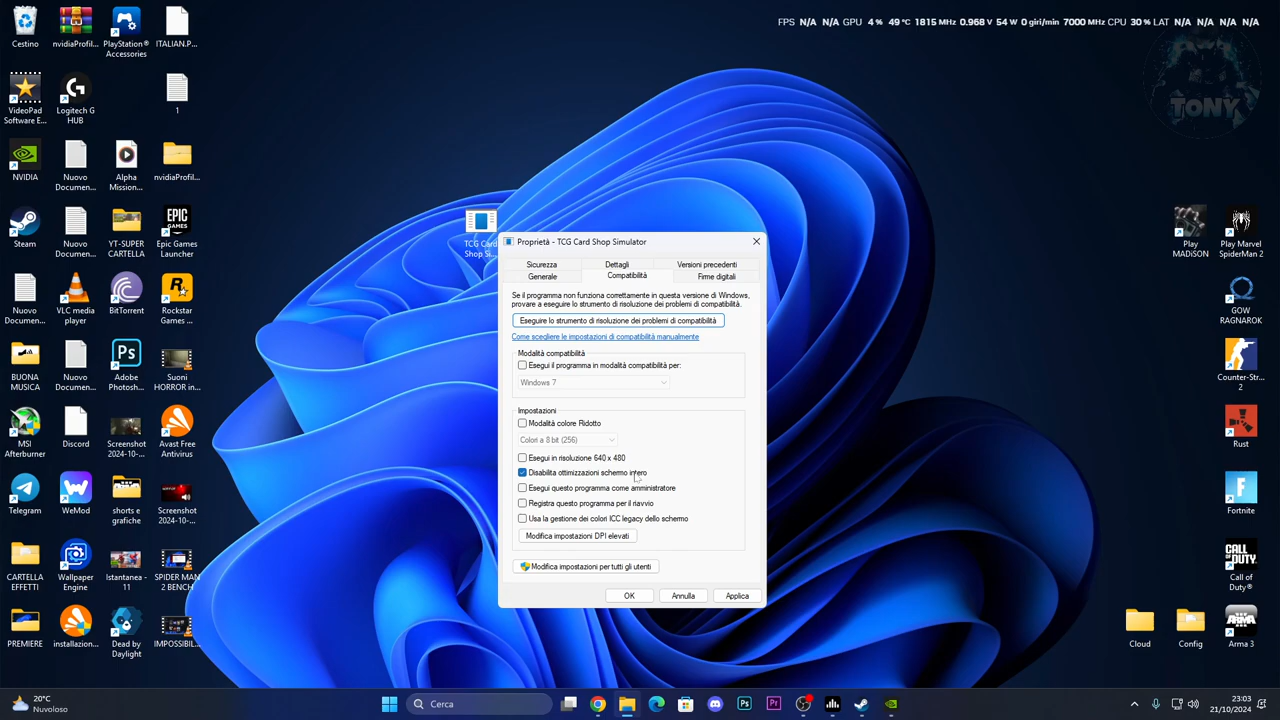 FPS N/A N/A GPU 4 % 49 °C 1815 MHz 0.968 V 54 W 0 giri/min 7000 MHz CPU 30 % LAT N/A N/A N/A N/A
TONY
Cestino
nvidiaProfil...
PlayStation®
Accessories
ITALIAN.P...
VideoPad
Software E...
Logitech G
HUB
1
NVIDIA
Nuovo
Documen...
Alpha
Mission...
nvidiaProfil...
Steam
Nuovo
Documen...
YT-SUPER
CARTELLA
EPIC
GAMES
Epic Games
Launcher
Nuovo
Documen...
VLC media
player
BitTorrent
Rockstar
Games ...
BUONA
MUSICA
Nuovo
Documen...
Adobe
Photosh...
Suoni
HORROR in...
MSI
Afterburner
Discord
Screenshot
2024-10-...
Avast Free
Antivirus
Telegram
WeMod
shorts e
grafiche
Screenshot
2024-10-...
CARTELLA
EFFETTI
Wallpaper
Engine
Istantanea -
11
SPIDER MAN
2 BENCH
PREMIERE
installazion...
Dead by
Daylight
IMPOSSIBIL...
TCG Card
Shop Si...
Proprietà - TCG Card Shop Simulator
Sicurezza
Dettagli
Versioni precedenti
Generale
Compatibilità
Firme digitali
Se il programma non funziona correttamente in questa versione di Windows,
provare a eseguire lo strumento di risoluzione dei problemi di compatibilità.
Eseguire lo strumento di risoluzione dei problemi di compatibilità
Come scegliere le impostazioni di compatibilità manualmente
Modalità compatibilità
Esegui il programma in modalità compatibilità per:
Windows 7
Impostazioni
Modalità colore Ridotto
Colori a 8 bit (256)
Esegui in risoluzione 640 x 480
Disabilita ottimizzazioni schermo intero
Esegui questo programma come amministratore
Registra questo programma per il riavvio
Usa la gestione dei colori ICC legacy dello schermo
Modifica impostazioni DPI elevati
Modifica impostazioni per tutti gli utenti
OK
Annulla
Applica
Play
MADiSON
Play Marvel
SpiderMan 2
GOW
RAGNAROK
Counter-Str...
2
Rust
Fortnite
CALL OF
DUTY
Call of
Duty®
Cloud
Config
ARMA
Arma 3
20°C
Nuvoloso
Cerca
23:03
21/10/2024